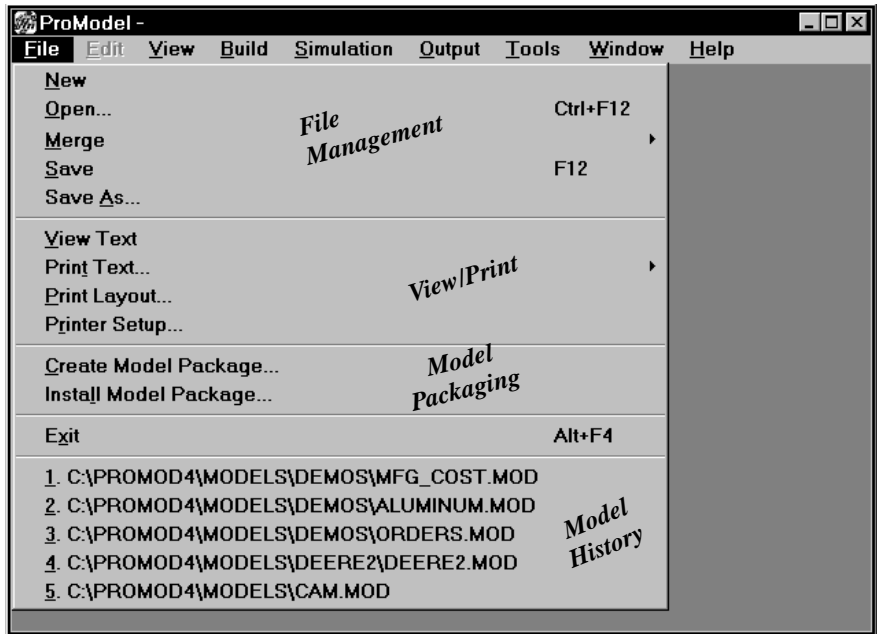 ProModel -
File Edit View Build Simulation Output Tools Window Help
New
Open... Ctrl+F12
Merge
Save F12
Save As...
File
Management
View Text
Print Text...
Print Layout...
Printer Setup...
View/Print
Create Model Package...
Install Model Package...
Model
Packaging
Exit Alt+F4
1. C:\PROMOD4\MODELS\DEMOS\MFG_COST.MOD
2. C:\PROMOD4\MODELS\DEMOS\ALUMINUM.MOD
3. C:\PROMOD4\MODELS\DEMOS\ORDERS.MOD
4. C:\PROMOD4\MODELS\DEERE2\DEERE2.MOD
5. C:\PROMOD4\MODELS\CAM.MOD
Model
History